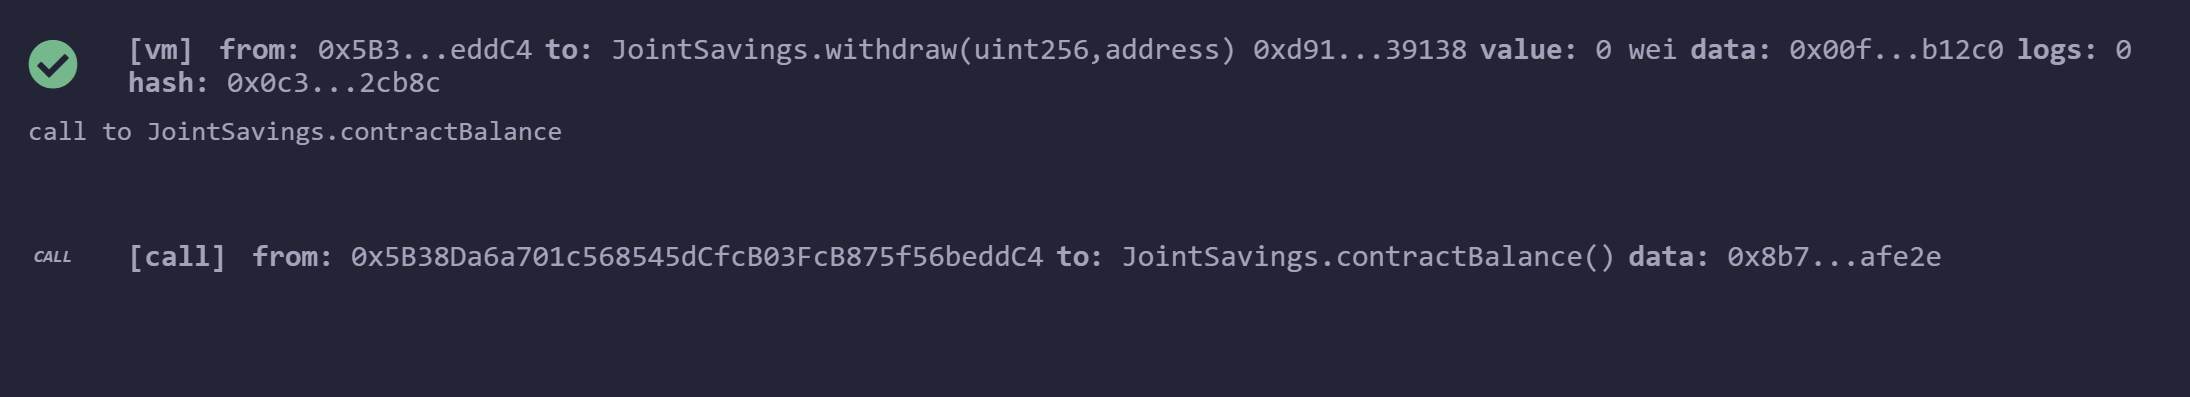 [vm] from: 0x5B3...eddC4 to: JointSavings.withdraw(uint256,address) 0xd91...39138 value: 0 wei data: 0x00f...b12c0 logs: 0
hash: 0x0c3...2cb8c
call to JointSavings.contractBalance
CALL [call] from: 0x5B38Da6a701c568545dCfcB03FcB875f56beddC4 to: JointSavings.contractBalance() data: 0x8b7...afe2e